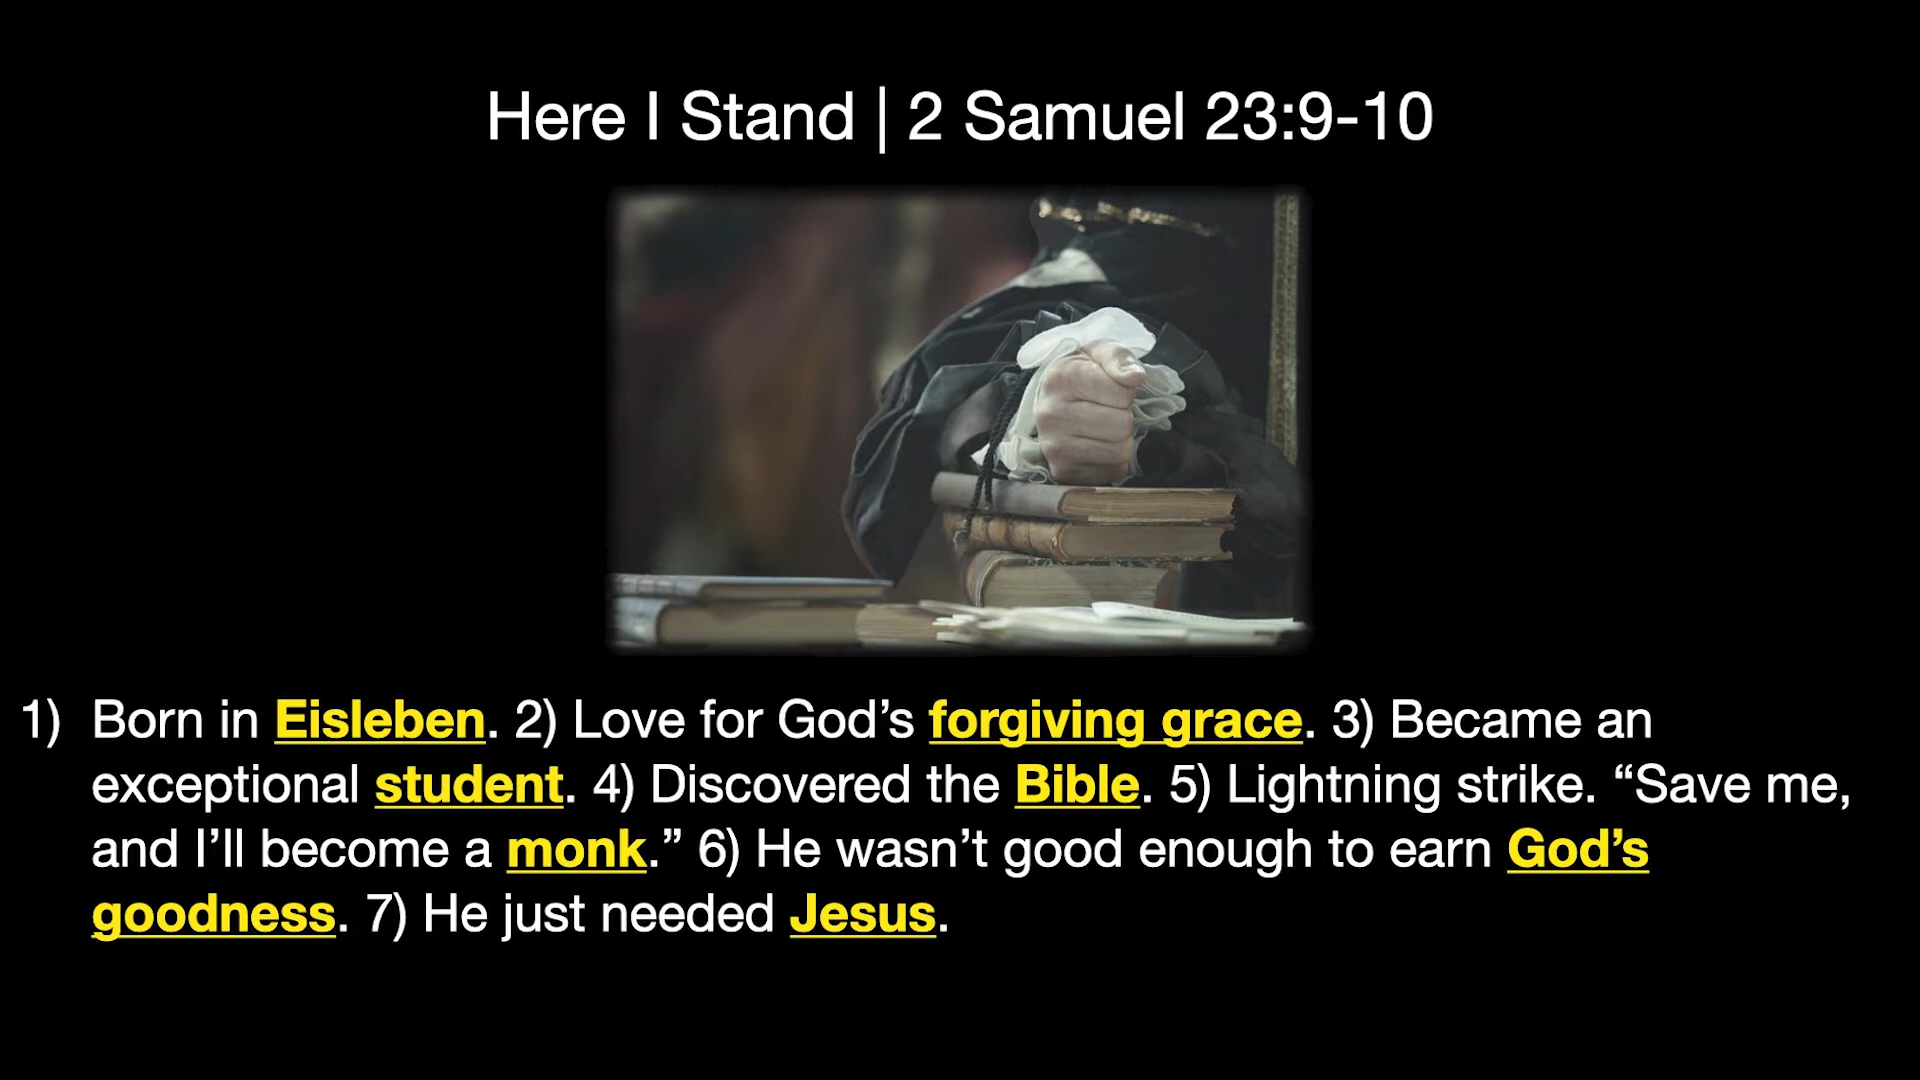 Here I Stand | 2 Samuel 23:9-10
1) Born in Eisleben. 2) Love for God’s forgiving grace. 3) Became an
exceptional student. 4) Discovered the Bible. 5) Lightning strike. “Save me,
and I’ll become a monk.” 6) He wasn’t good enough to earn God’s
goodness. 7) He just needed Jesus.